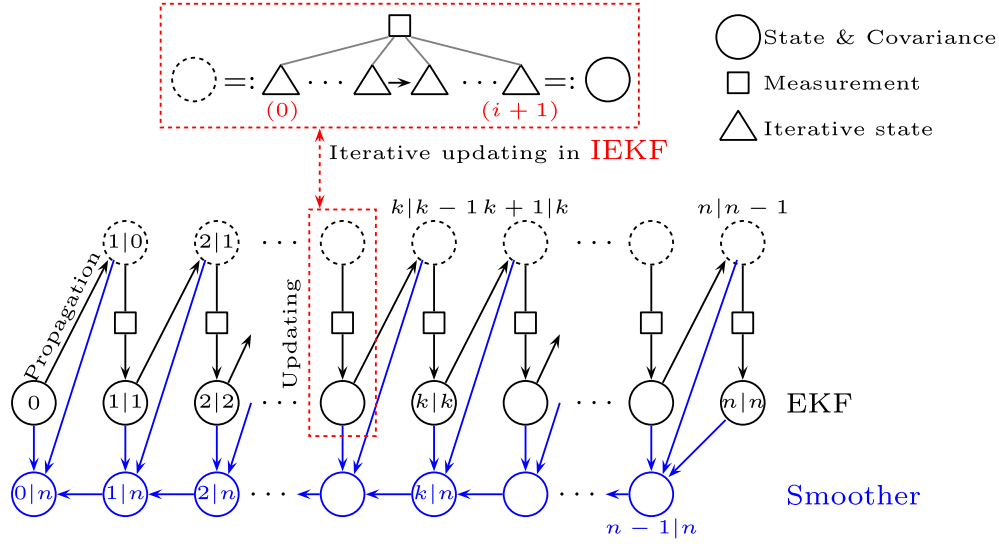 State & Covariance
=: · · · · · · =:
Measurement
(0) (i + 1)
Iterative state
Iterative updating in IEKF
k|k − 1 k + 1|k n|n − 1
1|0 2|1 · · · · · ·
Propagation
Updating
0 1|1 2|2 · · · k|k · · · n|n EKF
0|n 1|n 2|n · · · k|n · · · Smoother
n − 1|n